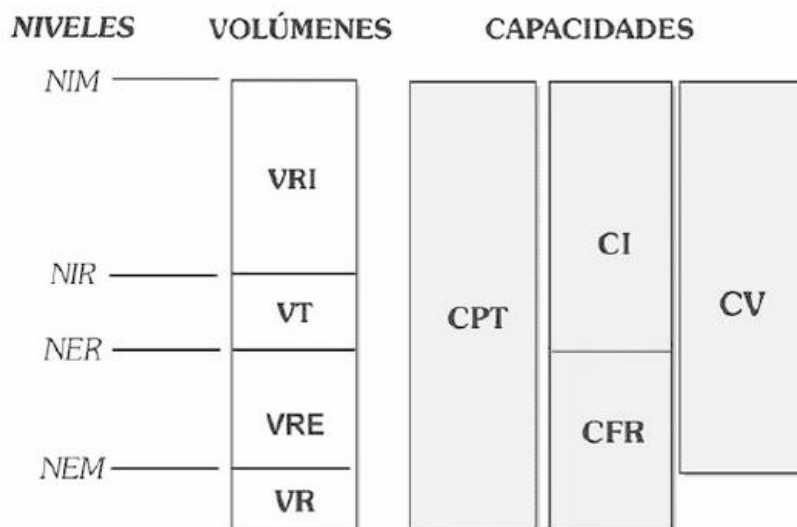 NIVELES VOLÚMENES CAPACIDADES
NIM
VRI
NIR
VT
NER
VRE
NEM
VR
CPT
CI
CFR
CV